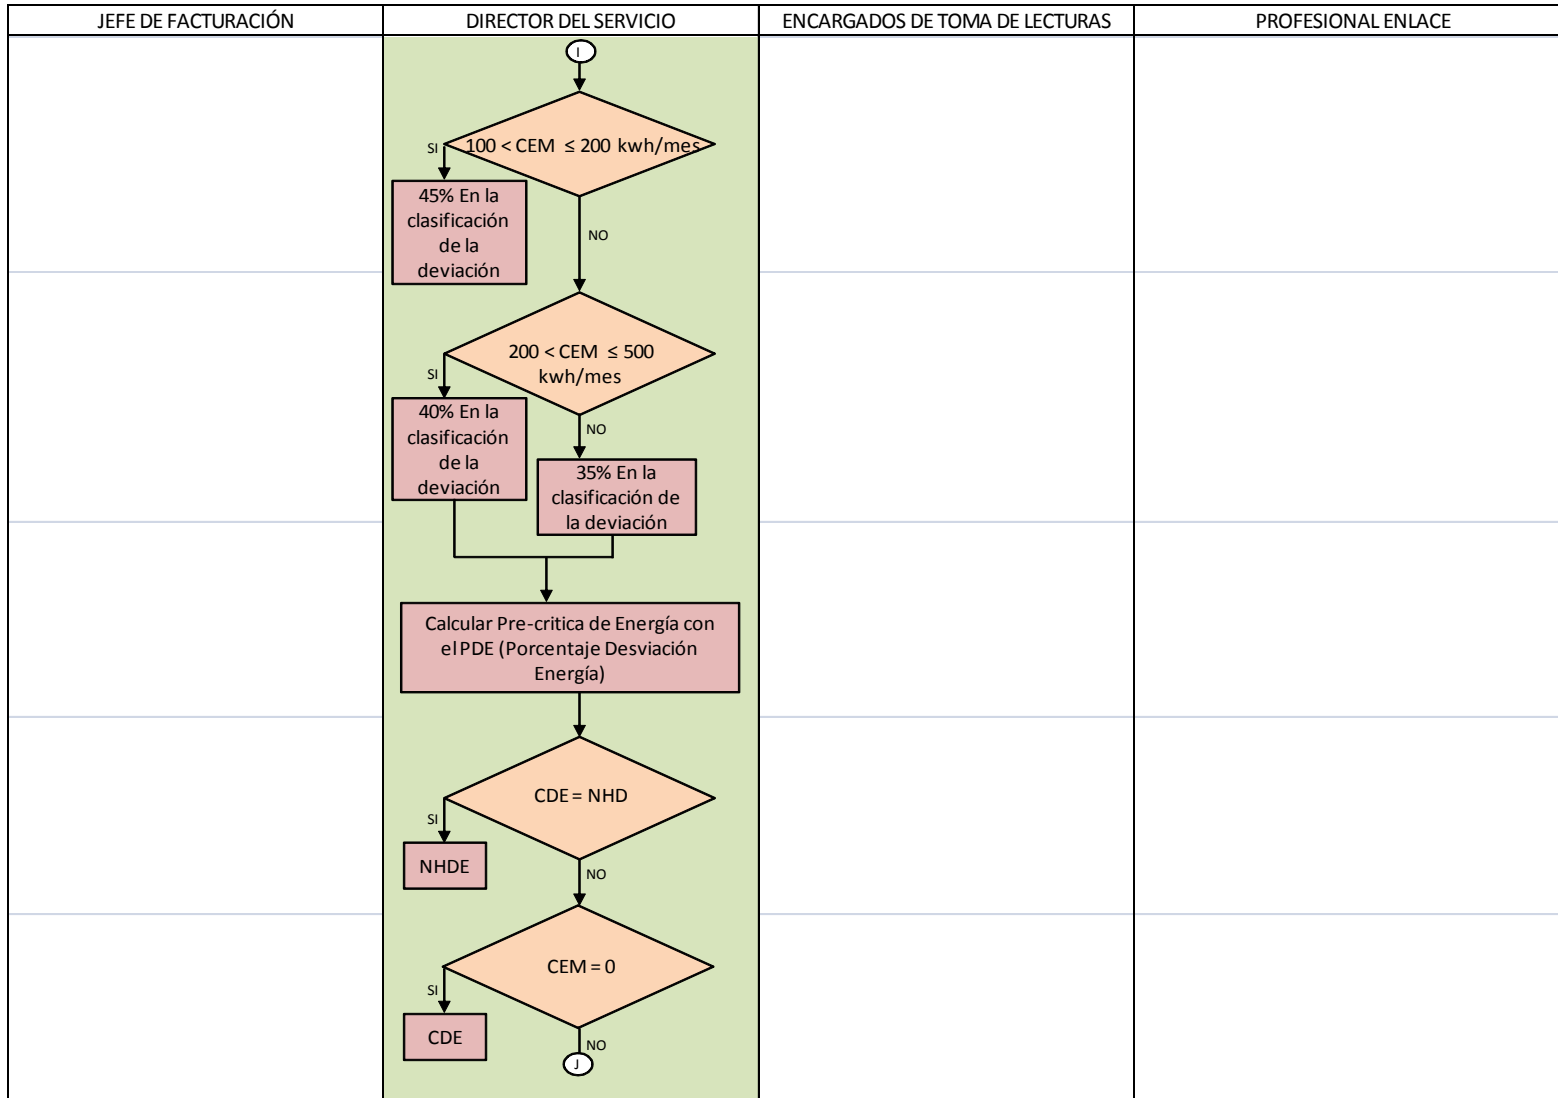 JEFE DE FACTURACIÓN
DIRECTOR DEL SERVICIO
ENCARGADOS DE TOMA DE LECTURAS
PROFESIONAL ENLACE
I
100 < CEM ≤ 200 kwh/mes
SI
45% En la
clasificación
de la
deviación
NO
200 < CEM ≤ 500
kwh/mes
SI
40% En la
clasificación
de la
deviación
NO
35% En la
clasificación de
la deviación
Calcular Pre-critica de Energía con
el PDE (Porcentaje Desviación
Energía)
CDE = NHD
SI
NHDE
NO
CEM = 0
SI
CDE
NO
J